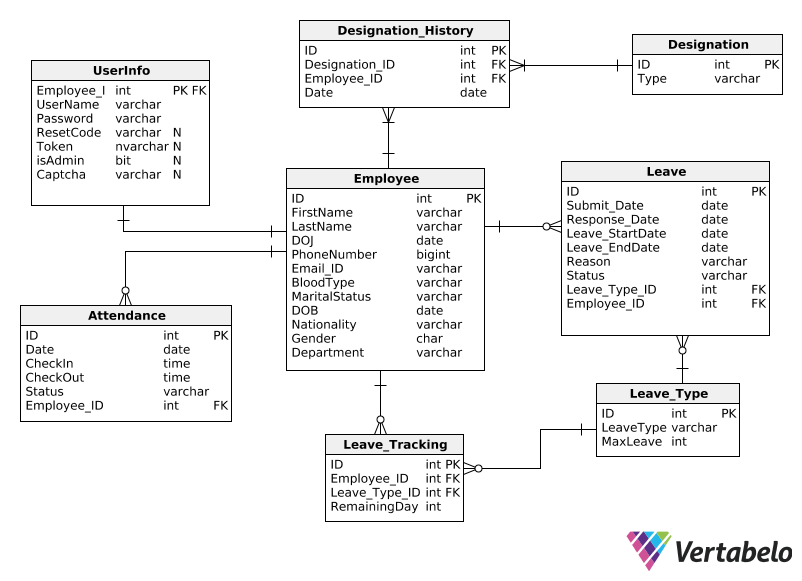 Designation_History
ID int PK
Designation_ID int FK
Employee_ID int FK
Date date
Designation
ID int PK
Type varchar
UserInfo
Employee_I int PK FK
UserName varchar
Password varchar
ResetCode varchar N
Token nvarchar N
isAdmin bit N
Captcha varchar N
Employee
ID int PK
FirstName varchar
LastName varchar
DOJ date
PhoneNumber bigint
Email_ID varchar
BloodType varchar
MaritalStatus varchar
DOB date
Nationality varchar
Gender char
Department varchar
Leave
ID int PK
Submit_Date date
Response_Date date
Leave_StartDate date
Leave_EndDate date
Reason varchar
Status varchar
Leave_Type_ID int FK
Employee_ID int FK
Attendance
ID int PK
Date date
CheckIn time
CheckOut time
Status varchar
Employee_ID int FK
Leave_Type
ID int PK
LeaveType varchar
MaxLeave int
Leave_Tracking
ID int PK
Employee_ID int FK
Leave_Type_ID int FK
RemainingDay int
Vertabelo